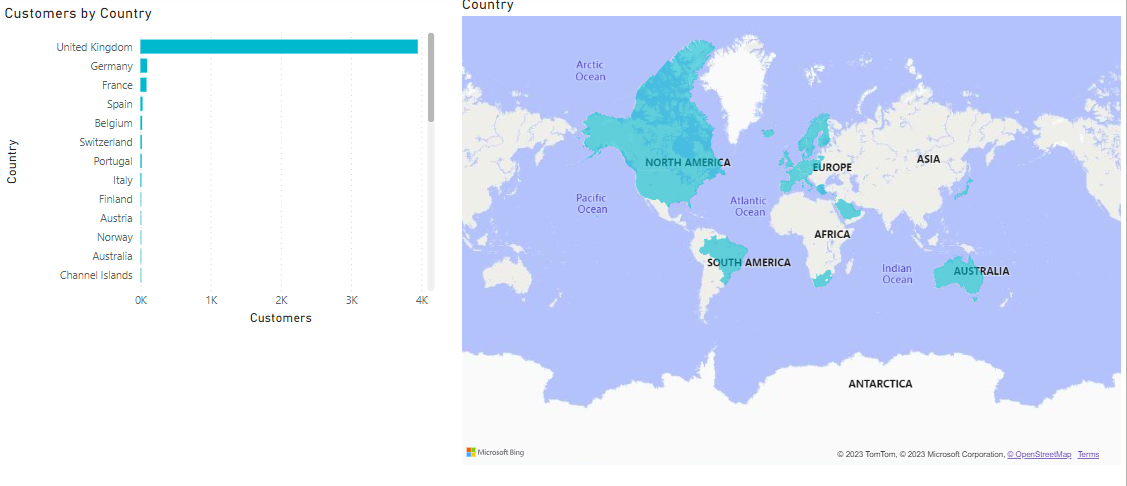 Customers by Country
Country
United Kingdom
Germany
France
Spain
Belgium
Switzerland
Portugal
Italy
Finland
Austria
Norway
Australia
Channel Islands
0K 1K 2K 3K 4K
Customers
Country
Arctic
Ocean
NORTH AMERICA
EUROPE
ASIA
Pacific
Ocean
Atlantic
Ocean
AFRICA
SOUTH AMERICA
Indian
Ocean
AUSTRALIA
ANTARCTICA
Microsoft Bing
© 2023 TomTom, © 2023 Microsoft Corporation, © OpenStreetMap Terms